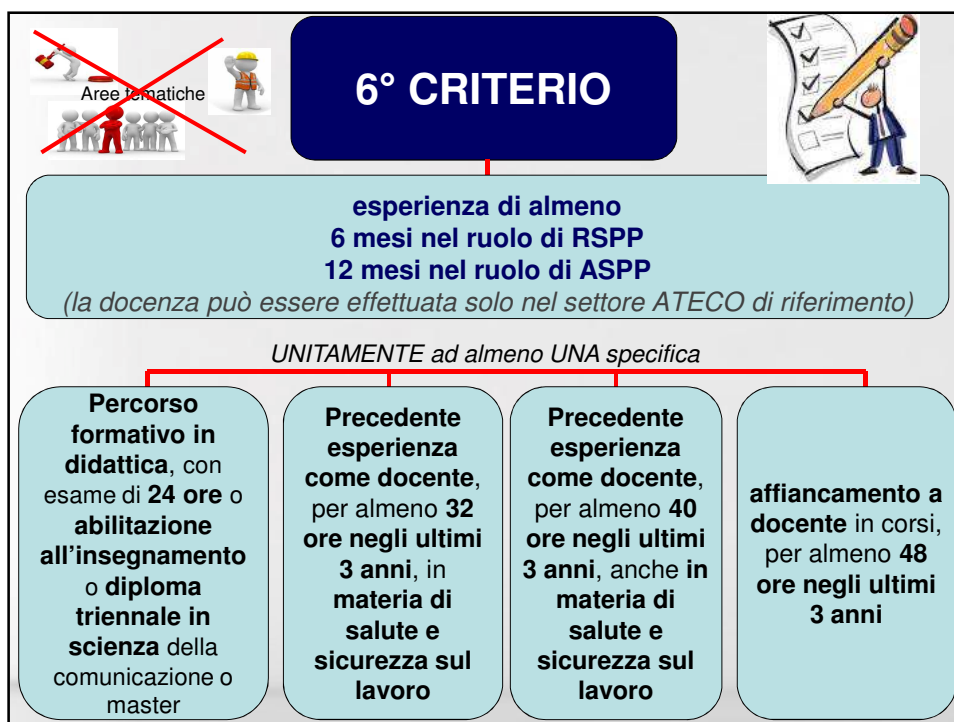 Aree tematiche
6° CRITERIO
esperienza di almeno
6 mesi nel ruolo di RSPP
12 mesi nel ruolo di ASPP
(la docenza può essere effettuata solo nel settore ATECO di riferimento)
UNITAMENTE ad almeno UNA specifica
Percorso
formativo in
didattica, con
esame di 24 ore o
abilitazione
all'insegnamento
o diploma
triennale in
scienza della
comunicazione o
master
Precedente
esperienza
come docente,
per almeno 32
ore negli ultimi
3 anni, in
materia di
salute e
sicurezza sul
lavoro
Precedente
esperienza
come docente,
per almeno 40
ore negli ultimi
3 anni, anche in
materia di
salute e
sicurezza sul
lavoro
affiancamento a
docente in corsi,
per almeno 48
ore negli ultimi
3 anni